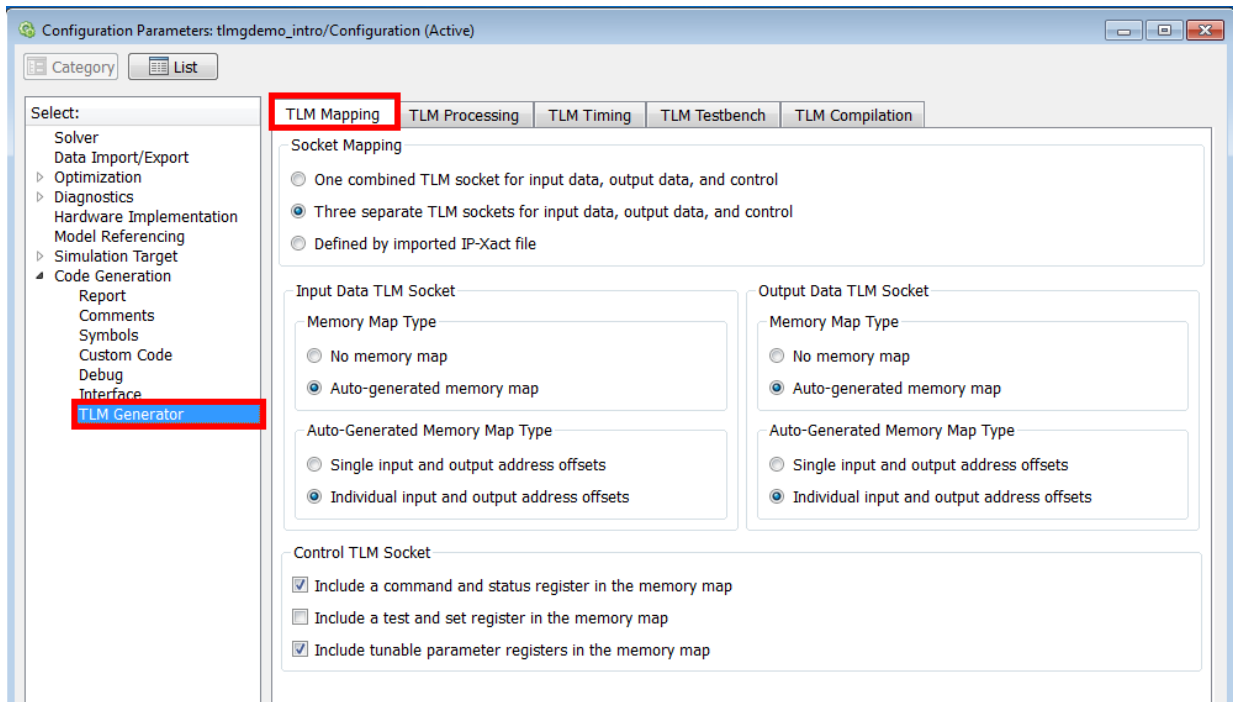 Configuration Parameters: tlmgdemo_intro/Configuration (Active)
Category
List
Select:
Solver
Data Import/Export
Optimization
Diagnostics
Hardware Implementation
Model Referencing
Simulation Target
Code Generation
Report
Comments
Symbols
Custom Code
Debug
Interface
TLM Generator
TLM Mapping
TLM Processing
TLM Timing
TLM Testbench
TLM Compilation
Socket Mapping
One combined TLM socket for input data, output data, and control
Three separate TLM sockets for input data, output data, and control
Defined by imported IP-Xact file
Input Data TLM Socket
Memory Map Type
No memory map
Auto-generated memory map
Auto-Generated Memory Map Type
Single input and output address offsets
Individual input and output address offsets
Output Data TLM Socket
Memory Map Type
No memory map
Auto-generated memory map
Auto-Generated Memory Map Type
Single input and output address offsets
Individual input and output address offsets
Control TLM Socket
Include a command and status register in the memory map
Include a test and set register in the memory map
Include tunable parameter registers in the memory map